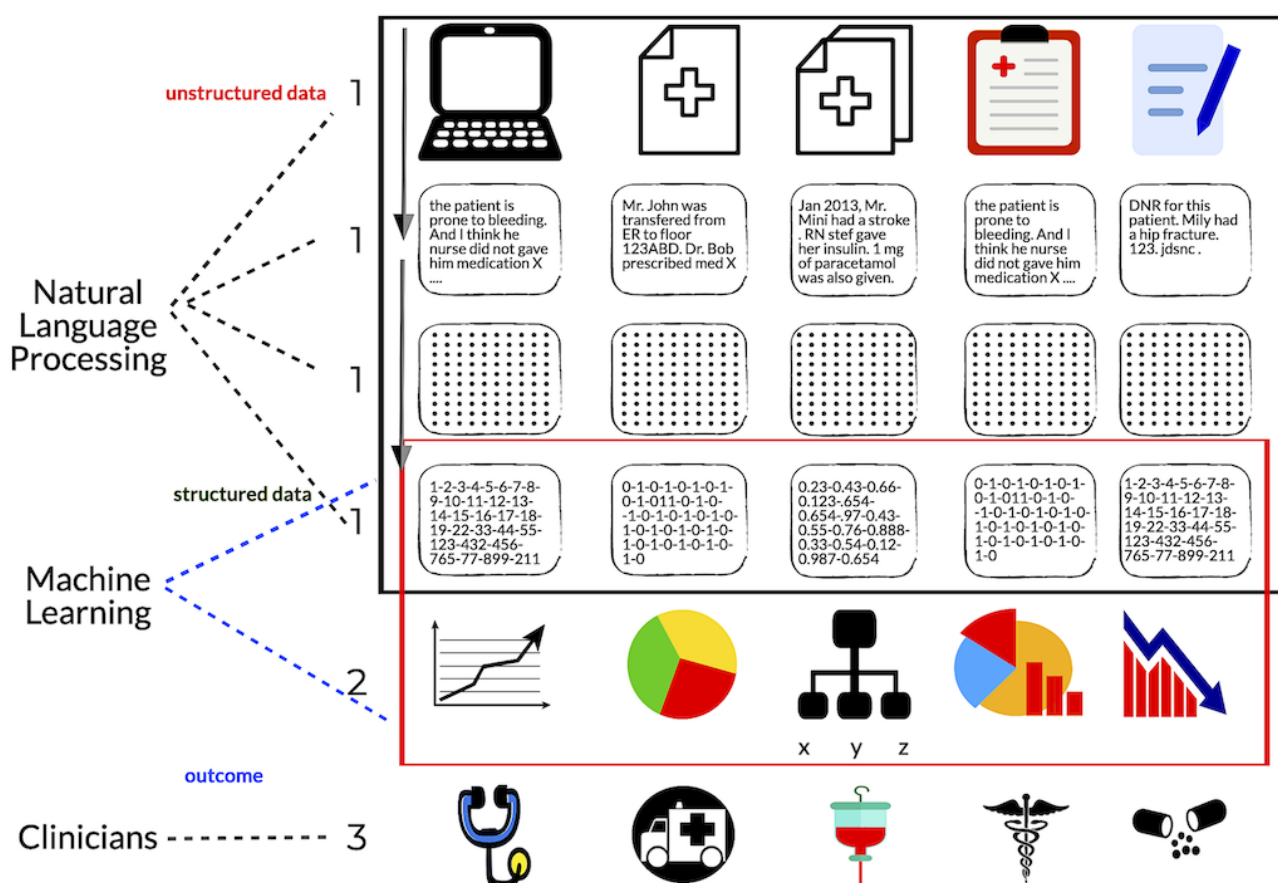 unstructured data 1
the patient is
prone to bleeding.
And I think he
nurse did not gave
him medication X
....
Mr. John was
transfered from
ER to floor
123ABD. Dr. Bob
prescribed med X
Jan 2013, Mr.
Mini had a stroke
. RN stef gave
her insulin. 1 mg
of paracetamol
was also given.
the patient is
prone to
bleeding. And I
think he nurse
did not gave him
medication X ....
DNR for this
patient. Mily had
a hip fracture.
123. jdsnc .
1
Natural
Language
Processing
1
structured data
1
1-2-3-4-5-6-7-8-
9-10-11-12-13-
14-15-16-17-18-
19-22-33-44-55-
123-432-456-
765-77-899-211
0-1-0-1-0-1-0-1-
0-1-011-0-1-0-
-1-0-1-0-1-0-1-0-
1-0-1-0-1-0-1-0-
1-0-1-0-1-0-1-0-
1-0
0.23-0.43-0.66-
0.123-.654-
0.654-.97-0.43-
0.55-0.76-0.888-
0.33-0.54-0.12-
0.987-0.654
0-1-0-1-0-1-0-1-
0-1-011-0-1-0-
-1-0-1-0-1-0-1-0-
1-0-1-0-1-0-1-0-
1-0-1-0-1-0-1-0-
1-0
1-2-3-4-5-6-7-8-
9-10-11-12-13-
14-15-16-17-18-
19-22-33-44-55-
123-432-456-
765-77-899-211
Machine
Learning
2
x y z
outcome
Clinicians 3